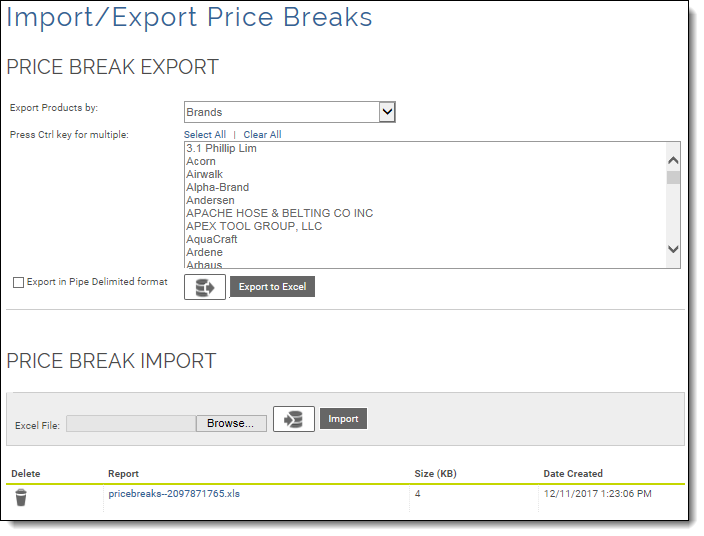 Import/Export Price Breaks
PRICE BREAK EXPORT
Export Products by:
Brands
Press Ctrl key for multiple:
Select All | Clear All
3.1 Phillip Lim
Acorn
Airwalk
Alpha-Brand
Andersen
APACHE HOSE & BELTING CO INC
APEX TOOL GROUP, LLC
AquaCraft
Ardene
Arhaus
Export in Pipe Delimited format
Export to Excel
PRICE BREAK IMPORT
Excel File:
Browse...
Import
Delete Report Size (KB) Date Created
pricebreaks--2097871765.xls 4 12/11/2017 1:23:06 PM